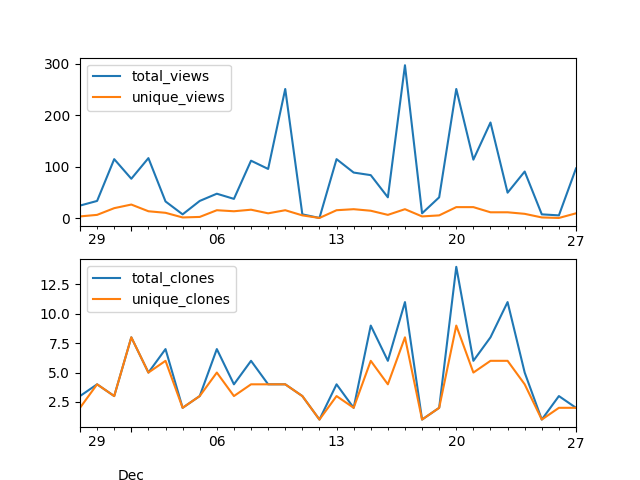 300
200
100
0
total_views
unique_views
29 06 13 20 27
12.5
10.0
7.5
5.0
2.5
total_clones
unique_clones
29 06 13 20 27
Dec